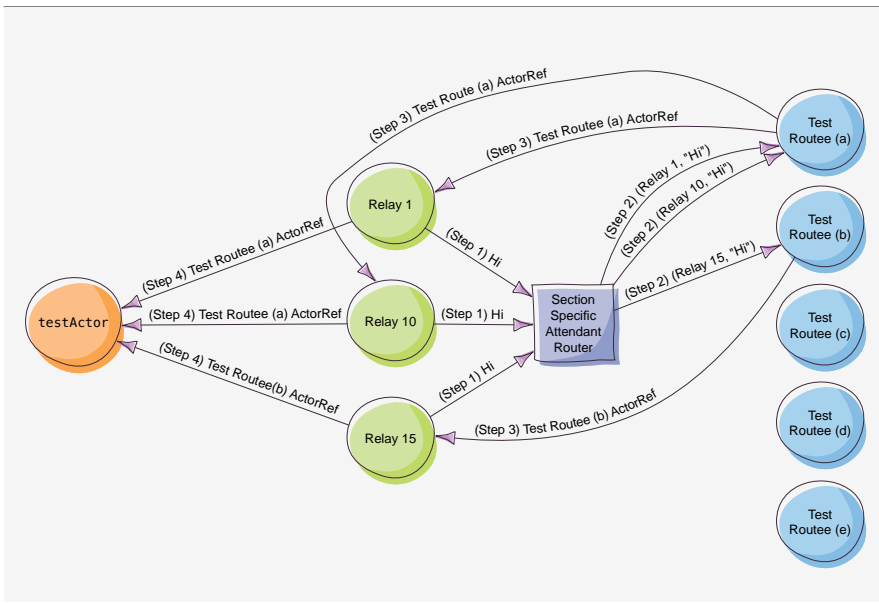 (Step 3) Test Route (a) ActorRef
Test
Routee (a)
(Step 3) Test Routee (a) ActorRef
(Step 2) (Relay 1, "Hi")
(Step 2) (Relay 10, "Hi")
Relay 1
Test
Routee (b)
(Step 4) Test Routee (a) ActorRef
(Step 1) Hi
(Step 2) (Relay 15, "Hi")
Section
Specific
Attendant
Router
testActor
(Step 4) Test Routee (a) ActorRef
Relay 10
(Step 1) Hi
Test
Routee (c)
(Step 4) Test Routee(b) ActorRef
(Step 1) Hi
Relay 15
(Step 3) Test Routee (b) ActorRef
Test
Routee (d)
Test
Routee (e)